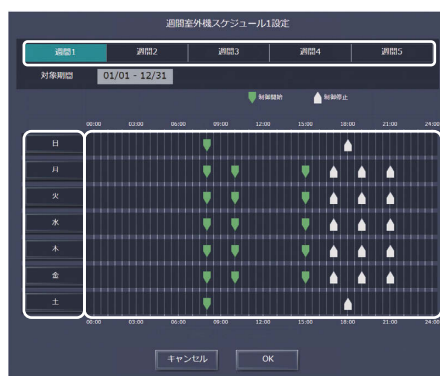 週間室外機スケジュール1設定
週間1 週間2 週間3 週間4 週間5
対象期間 01/01 - 12/31
制御開始 制御停止
00:00 03:00 06:00 09:00 12:00 15:00 18:00 21:00 24:00
日
月
火
水
木
金
土
00:00 03:00 06:00 09:00 12:00 15:00 18:00 21:00 24:00
キャンセル OK